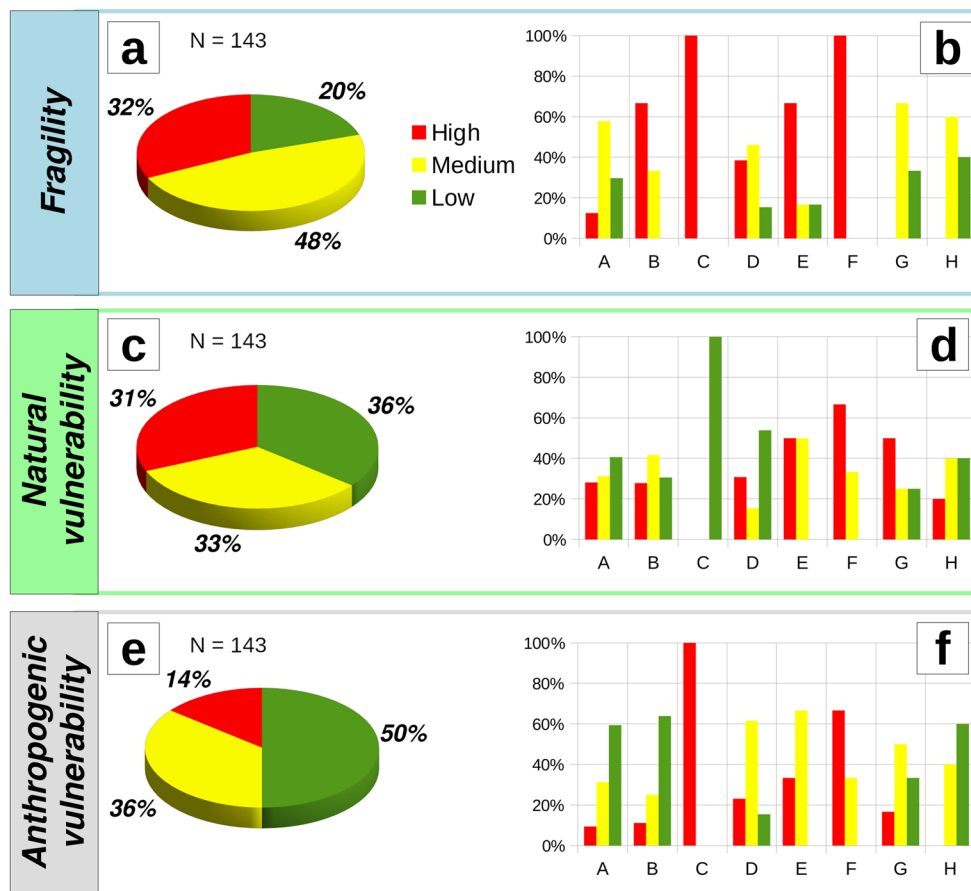 Fragility
a
N = 143
32%
20%
48%
High
Medium
Low
b
100%
80%
60%
40%
20%
0%
A B C D E F G H
Natural
vulnerability
c
N = 143
31%
36%
33%
d
100%
80%
60%
40%
20%
0%
A B C D E F G H
Anthropogenic
vulnerability
e
N = 143
14%
50%
36%
f
100%
80%
60%
40%
20%
0%
A B C D E F G H